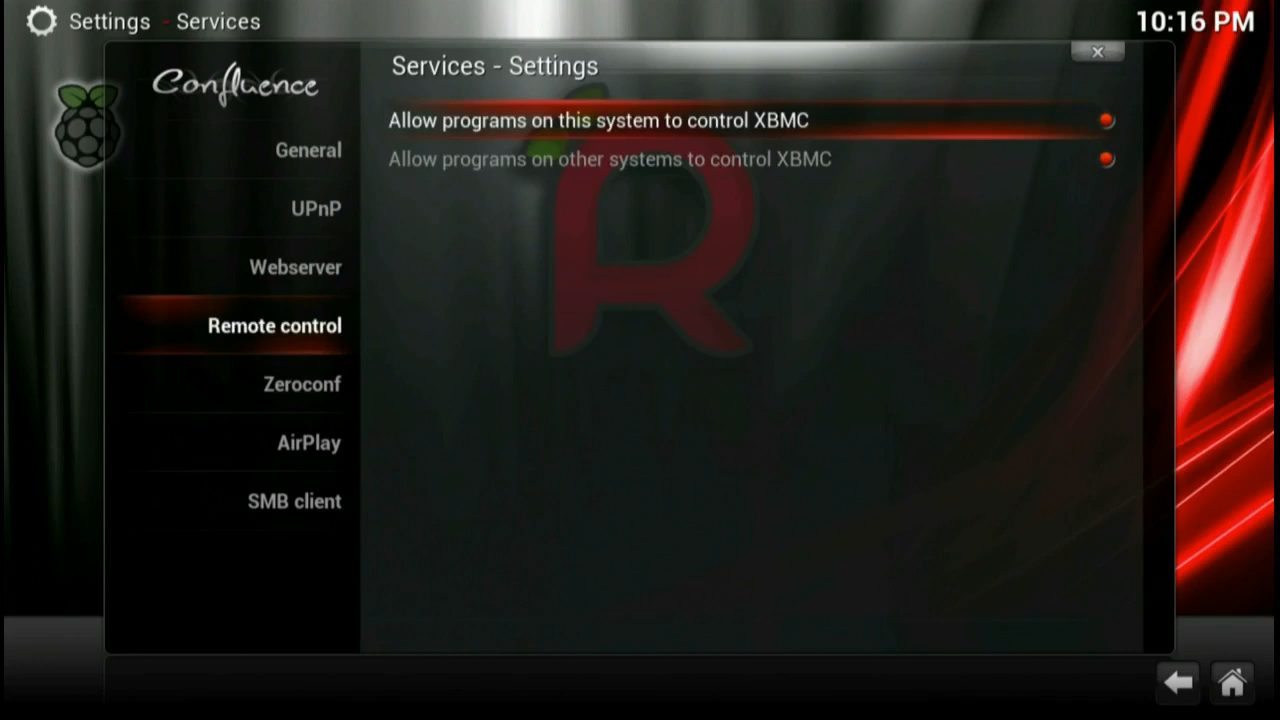 Settings - Services
10:16 PM
Confluence
Services - Settings
General
UPnP
Webserver
Remote control
Zeroconf
AirPlay
SMB client
Allow programs on this system to control XBMC
Allow programs on other systems to control XBMC
R